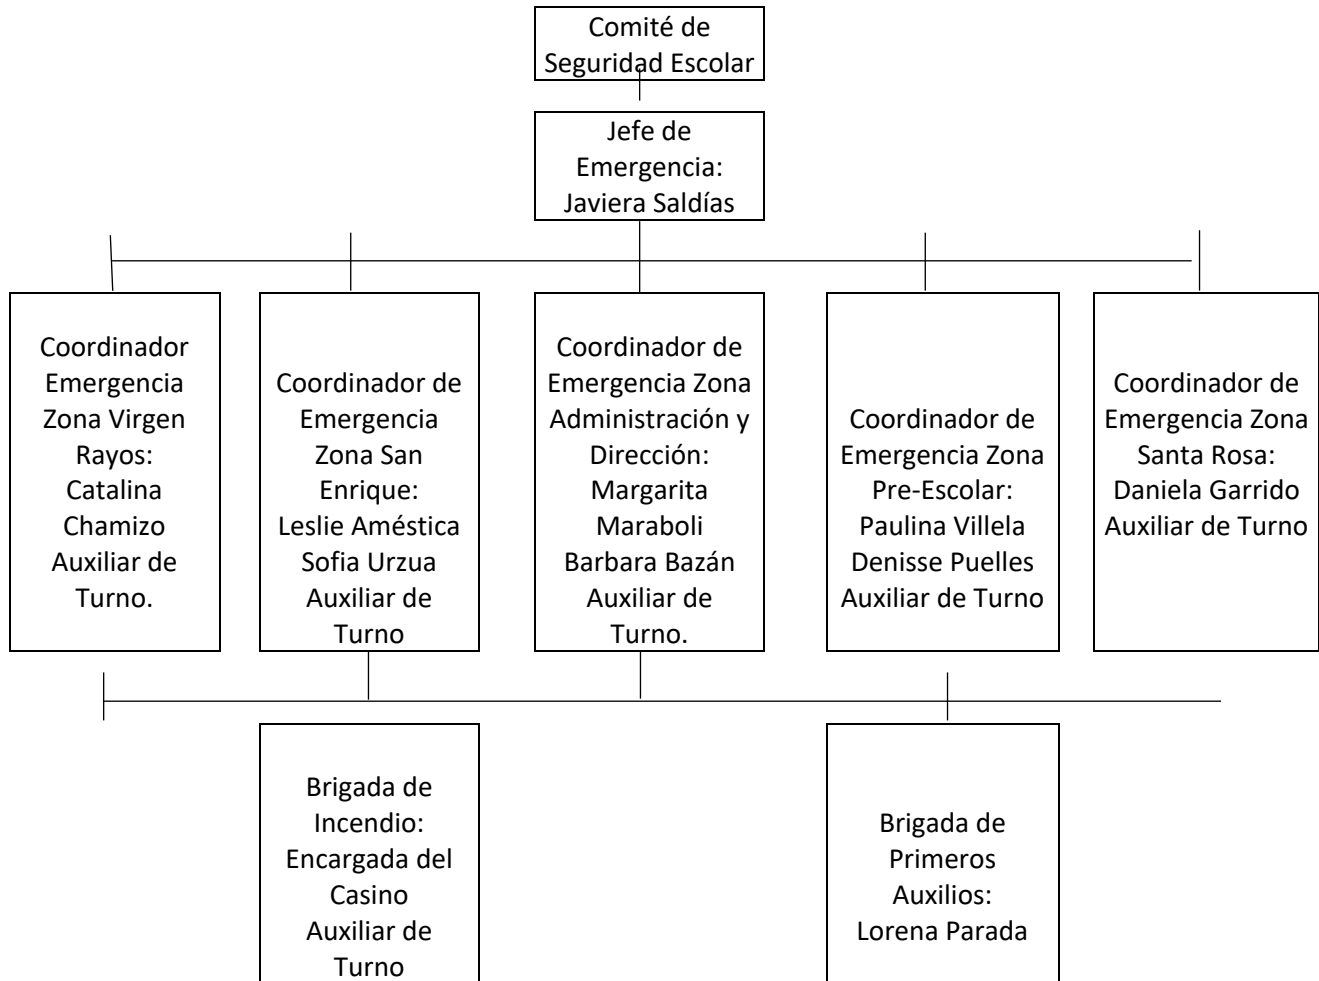 Comité de
Seguridad Escolar
Jefe de
Emergencia:
Javiera Saldías
Coordinador
Emergencia
Zona Virgen
Rayos:
Catalina
Chamizo
Auxiliar de
Turno.
Coordinador de
Emergencia
Zona San
Enrique:
Leslie Améstica
Sofia Urzua
Auxiliar de
Turno
Coordinador de
Emergencia Zona
Administración y
Dirección:
Margarita
Maraboli
Barbara Bazán
Auxiliar de
Turno.
Coordinador de
Emergencia Zona
Pre-Escolar:
Paulina Villela
Denisse Puelles
Auxiliar de Turno
Coordinador de
Emergencia Zona
Santa Rosa:
Daniela Garrido
Auxiliar de Turno
Brigada de
Incendio:
Encargada del
Casino
Auxiliar de
Turno
Brigada de
Primeros
Auxilios:
Lorena Parada